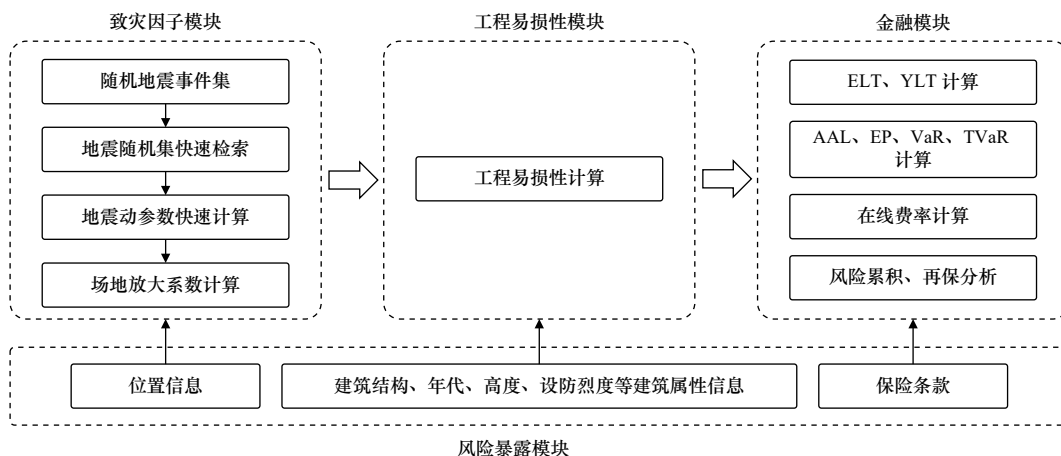 致灾因子模块
随机地震事件集
地震随机集快速检索
地震动参数快速计算
场地放大系数计算
工程易损性模块
工程易损性计算
金融模块
ELT、YLT 计算
AAL、EP、VaR、TVaR
计算
在线费率计算
风险累积、再保分析
位置信息
建筑结构、年代、高度、设防烈度等建筑属性信息
保险条款
风险暴露模块